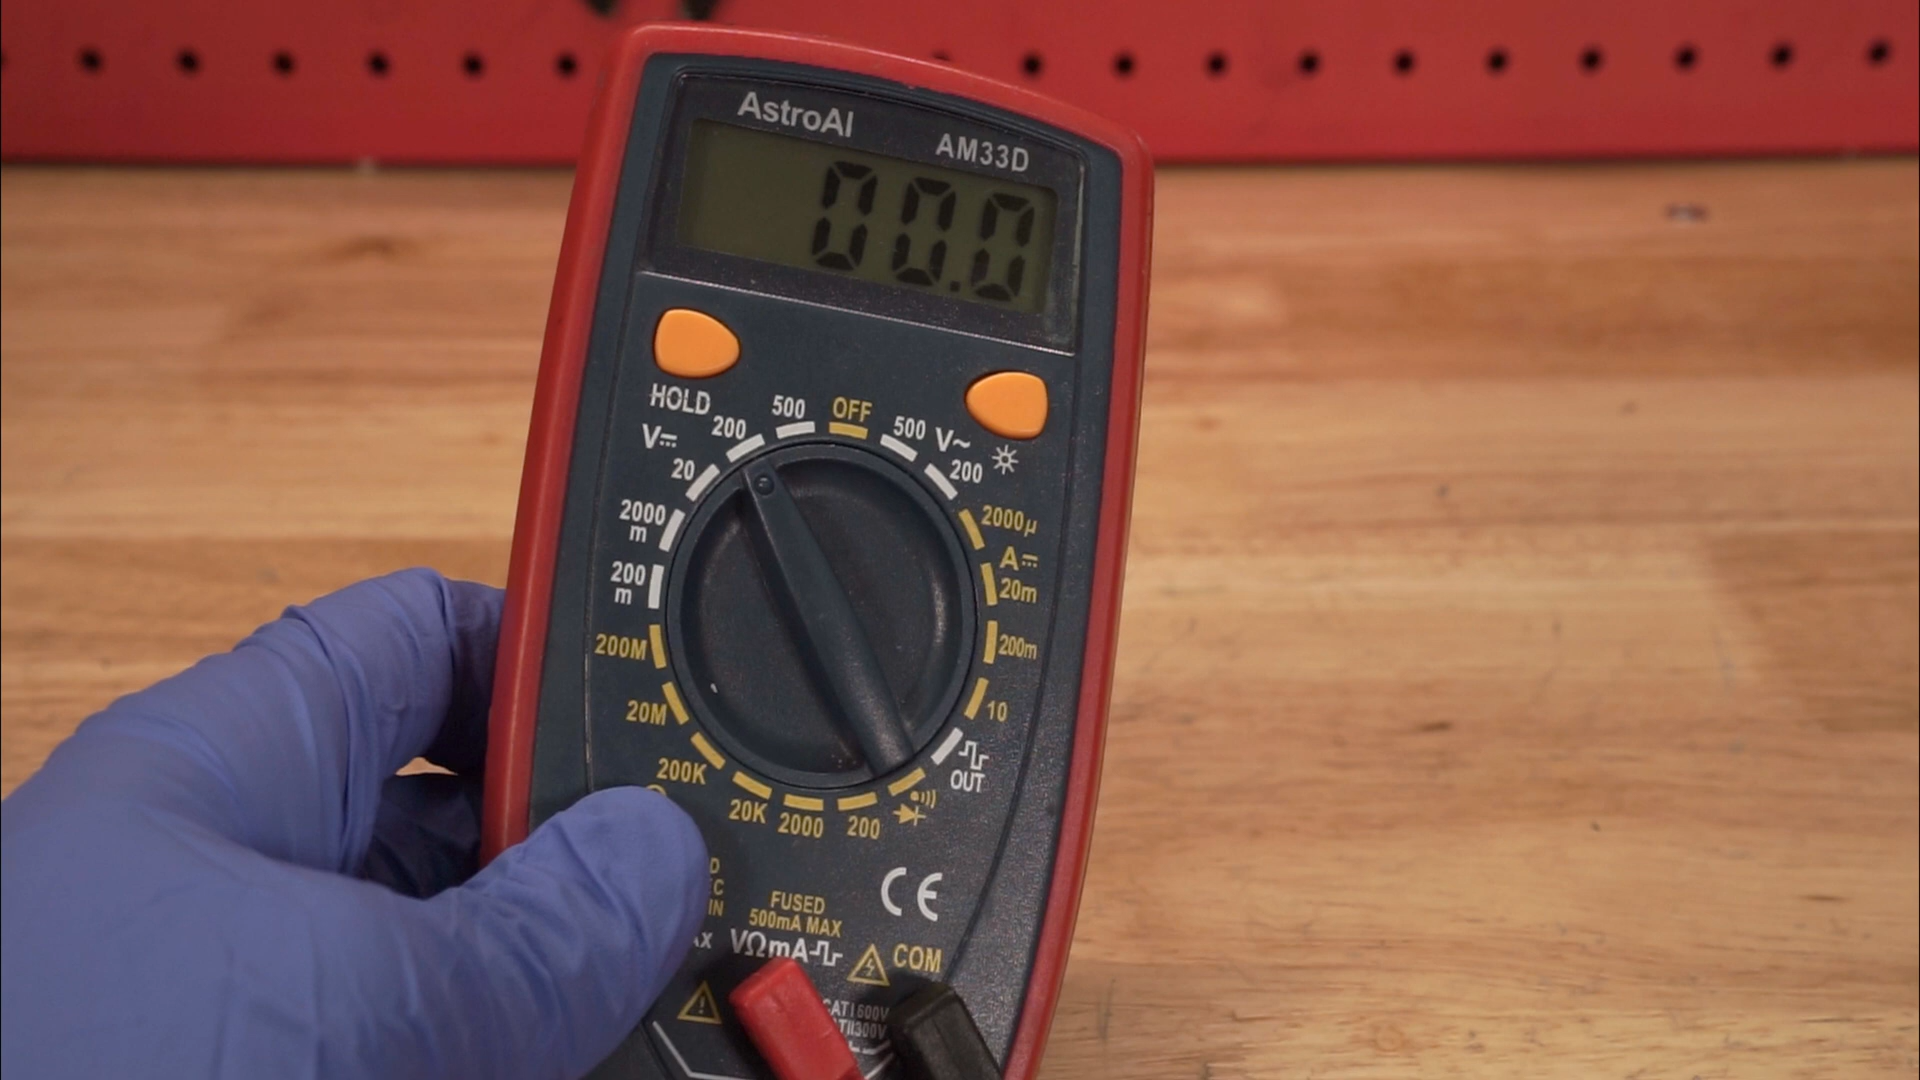 AstroAI
AM33D
00.0
HOLD
V⎓
20
200
500
OFF
500
V~
200
2000
m
200
m
200M
20M
200K
20K
2000
200
2000µ
A⎓
20m
200m
10
OUT
CE
FUSED
500mA MAX
VΩmA
COM